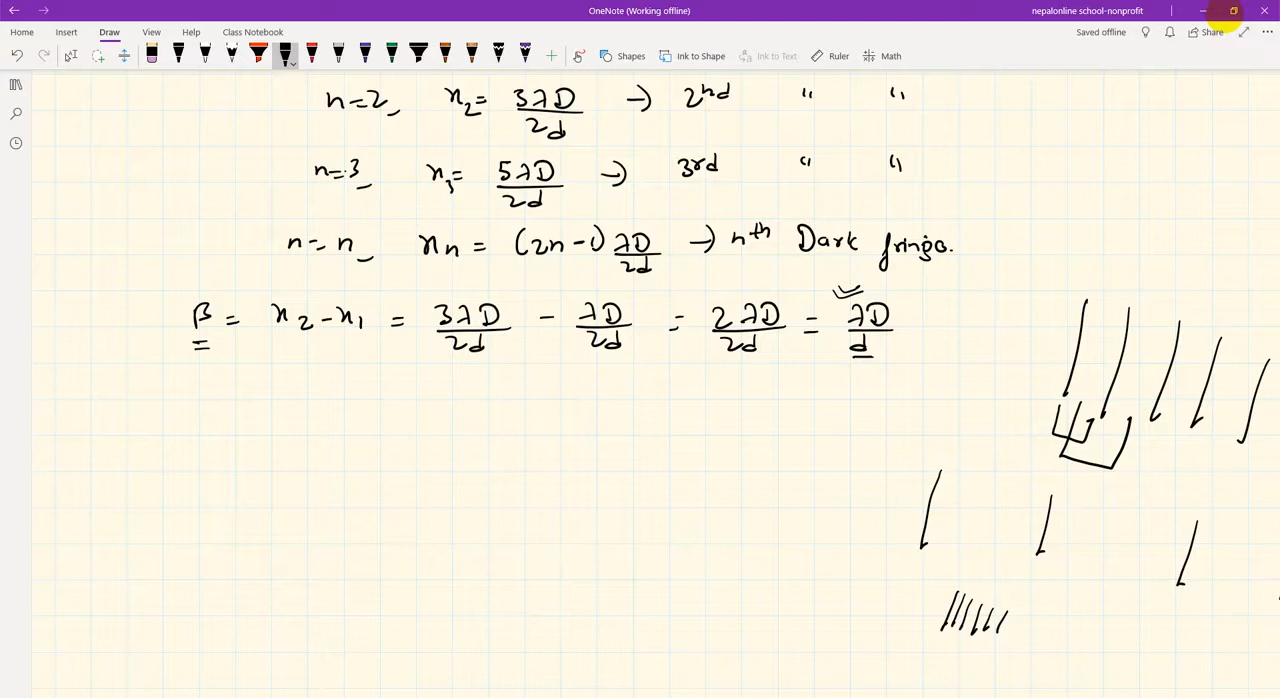 OneNote (Working offline)
nepalonline school-nonprofit
Home Insert Draw View Help Class Notebook
Saved offline Share
Shapes Ink to Shape Ink to Text Ruler Math
n=2, x₂= 3λD/2d → 2nd " "
n=3, x₃= 5λD/2d → 3rd " "
n=n, xn = (2n-1) λD/2d → nth Dark fringe.
β = x₂-x₁ = 3λD/2d - λD/2d = 2λD/2d = λD/d